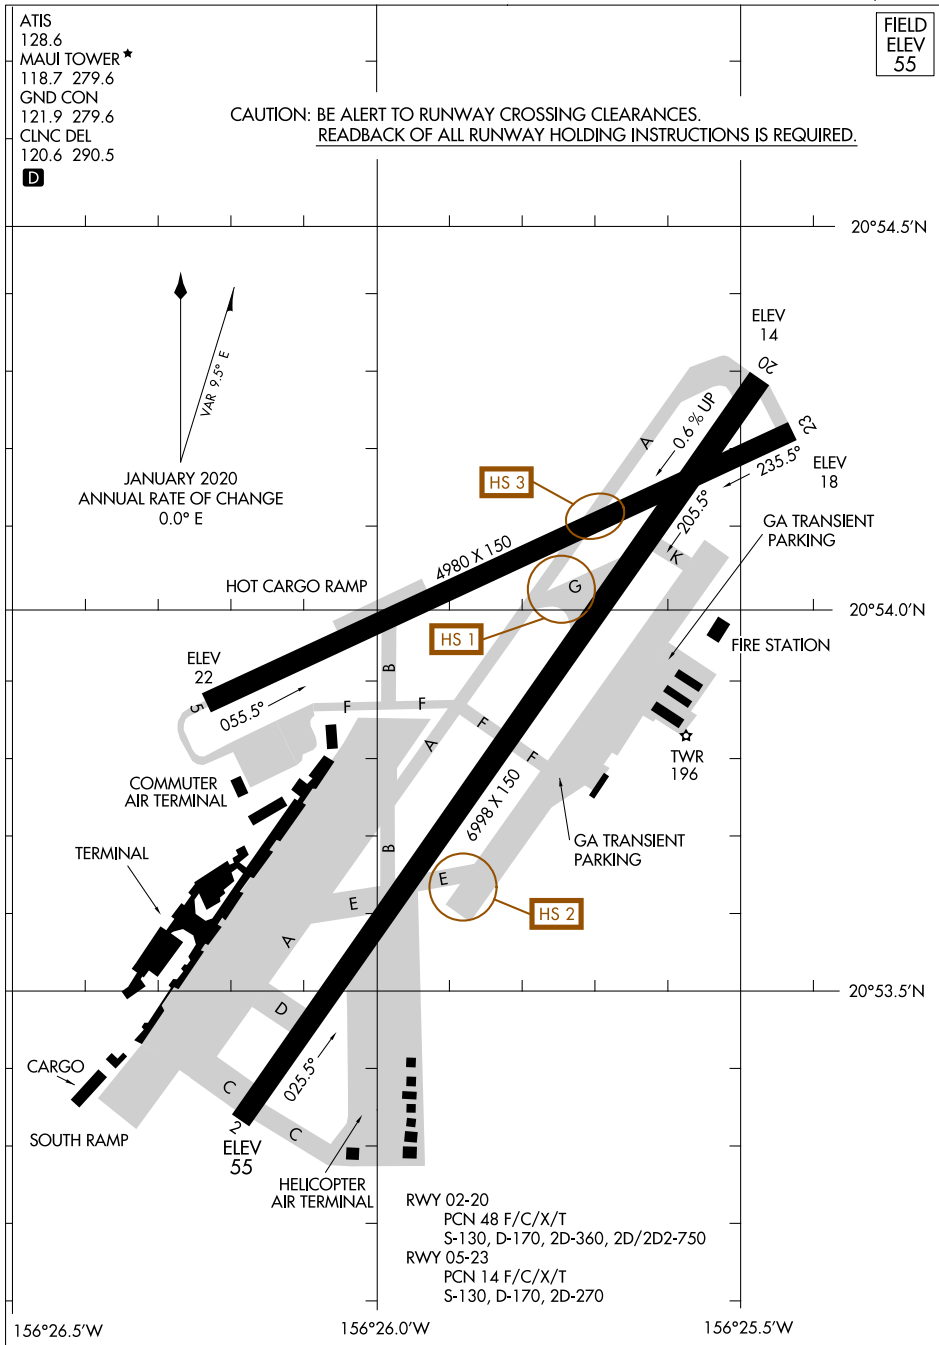 ATIS
128.6
MAUI TOWER ★
118.7 279.6
GND CON
121.9 279.6
CLNC DEL
120.6 290.5
D
FIELD
ELEV
55
CAUTION: BE ALERT TO RUNWAY CROSSING CLEARANCES.
READBACK OF ALL RUNWAY HOLDING INSTRUCTIONS IS REQUIRED.
20°54.5'N
VAR 9.5° E
JANUARY 2020
ANNUAL RATE OF CHANGE
0.0° E
ELEV
14
20
0.6% UP
A
23
235.5°
ELEV
18
HS 3
205.5°
GA TRANSIENT
PARKING
K
4980 X 150
HOT CARGO RAMP
G
20°54.0'N
HS 1
FIRE STATION
ELEV
22
5
055.5°
B
F
F
F
F
A
TWR
196
COMMUTER
AIR TERMINAL
6998 X 150
GA TRANSIENT
PARKING
TERMINAL
B
E
E
HS 2
A
20°53.5'N
D
025.5°
CARGO
C
C
SOUTH RAMP
2
ELEV
55
HELICOPTER
AIR TERMINAL
RWY 02-20
PCN 48 F/C/X/T
S-130, D-170, 2D-360, 2D/2D2-750
RWY 05-23
PCN 14 F/C/X/T
S-130, D-170, 2D-270
156°26.5'W
156°26.0'W
156°25.5'W